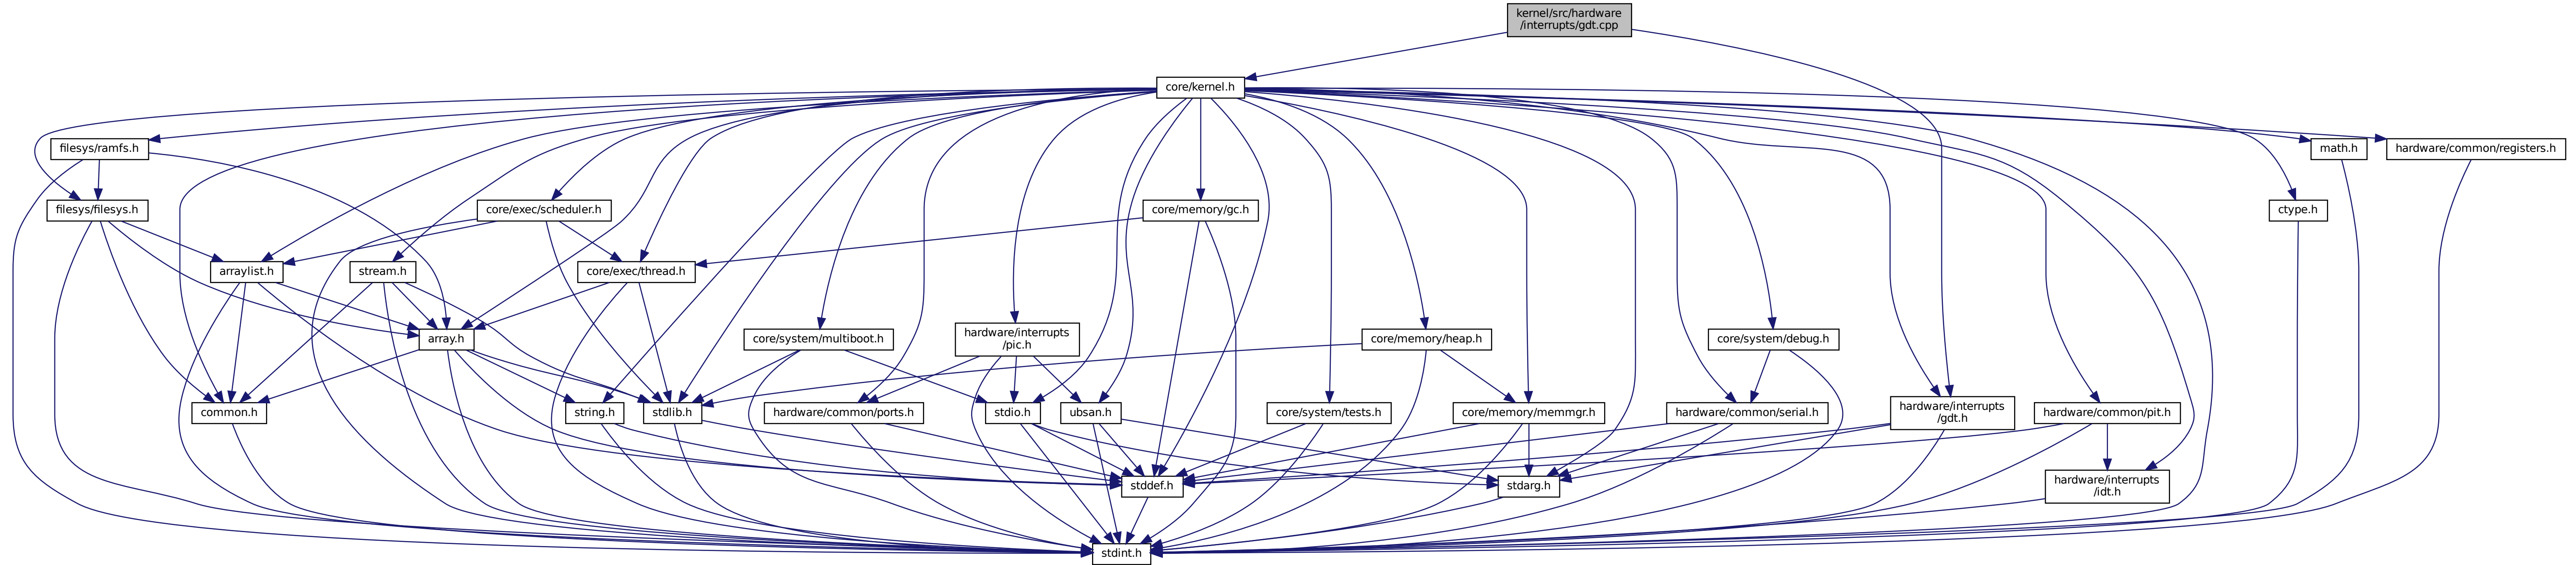 kernel/src/hardware
/interrupts/gdt.cpp
core/kernel.h
filesys/ramfs.h
math.h
hardware/common/registers.h
filesys/filesys.h
core/exec/scheduler.h
core/memory/gc.h
ctype.h
arraylist.h
stream.h
core/exec/thread.h
array.h
core/system/multiboot.h
hardware/interrupts
/pic.h
core/memory/heap.h
core/system/debug.h
common.h
string.h
stdlib.h
hardware/common/ports.h
stdio.h
ubsan.h
core/system/tests.h
core/memory/memmgr.h
hardware/common/serial.h
hardware/interrupts
/gdt.h
hardware/common/pit.h
stddef.h
stdarg.h
hardware/interrupts
/idt.h
stdint.h